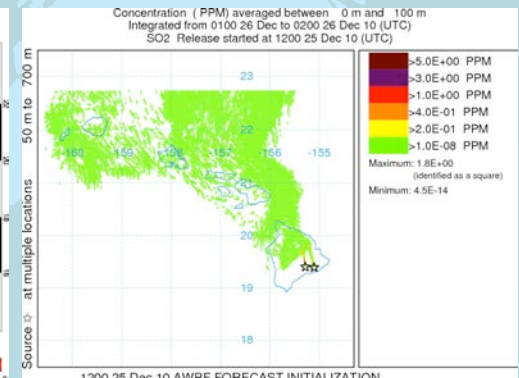 Concentration ( PPM) averaged between 0 m and 100 m
Integrated from 0100 26 Dec to 0200 26 Dec 10 (UTC)
SO2 Release started at 1200 25 Dec 10 (UTC)
Source ☆ at multiple locations 50 m to 700 m
23
22
-160 -159 -158 -157 -156 -155
21
20
19
18
>5.0E+00 PPM
>3.0E+00 PPM
>1.0E+00 PPM
>4.0E-01 PPM
>2.0E-01 PPM
>1.0E-08 PPM
Maximum: 1.8E+00
(identified as a square)
Minimum: 4.5E-14
1200 25 Dec 10 AWRF FORECAST INITIALIZATION